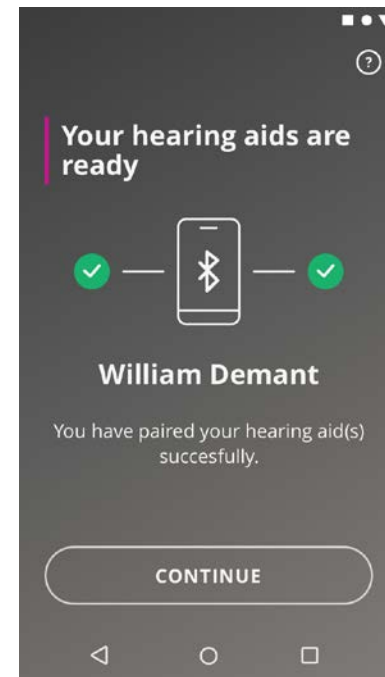 Your hearing aids are
ready
William Demant
You have paired your hearing aid(s)
succesfully.
CONTINUE